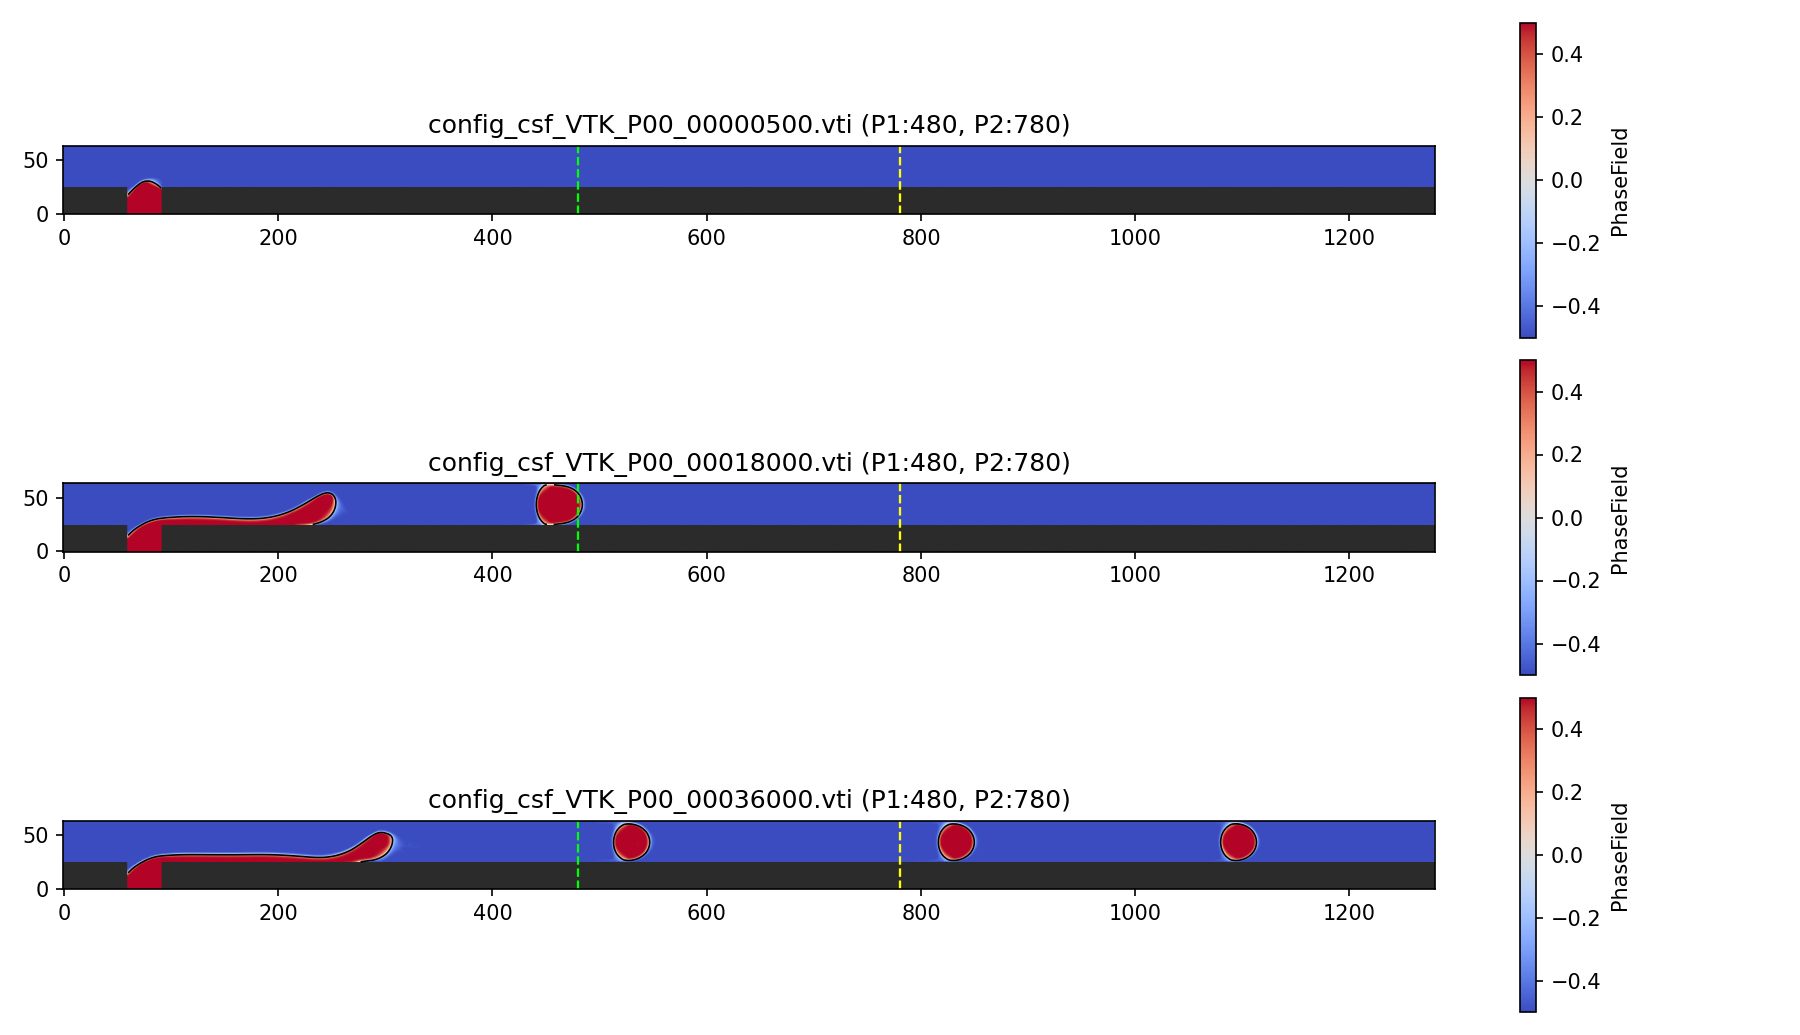 config_csf_VTK_P00_00000500.vti (P1:480, P2:780)
50
0
0 200 400 600 800 1000 1200
0.4
0.2
0.0
−0.2
−0.4
PhaseField
config_csf_VTK_P00_00018000.vti (P1:480, P2:780)
50
0
0 200 400 600 800 1000 1200
0.4
0.2
0.0
−0.2
−0.4
PhaseField
config_csf_VTK_P00_00036000.vti (P1:480, P2:780)
50
0
0 200 400 600 800 1000 1200
0.4
0.2
0.0
−0.2
−0.4
PhaseField